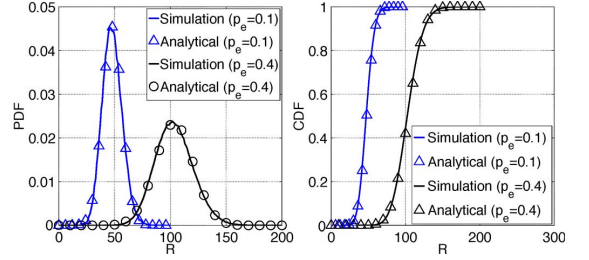 0.05
0.04
0.03
0.02
0.01
0
PDF
0 50 100 150 200
R
Simulation (pe=0.1)
Analytical (pe=0.1)
Simulation (pe=0.4)
Analytical (pe=0.4)
1
0.8
0.6
0.4
0.2
0
CDF
0 100 200 300
R
Simulation (pe=0.1)
Analytical (pe=0.1)
Simulation (pe=0.4)
Analytical (pe=0.4)